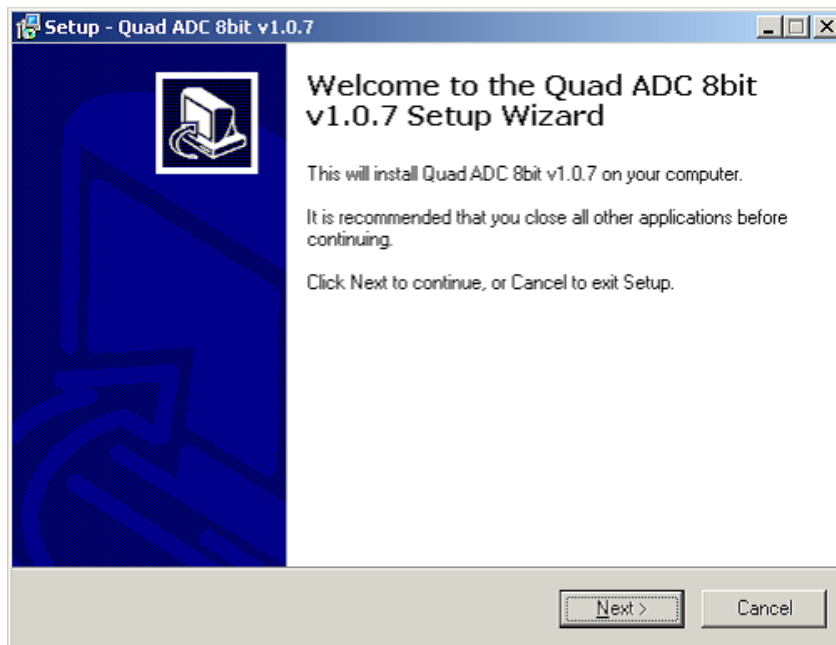 Setup - Quad ADC 8bit v1.0.7
Welcome to the Quad ADC 8bit
v1.0.7 Setup Wizard
This will install Quad ADC 8bit v1.0.7 on your computer.
It is recommended that you close all other applications before
continuing.
Click Next to continue, or Cancel to exit Setup.
Next >
Cancel